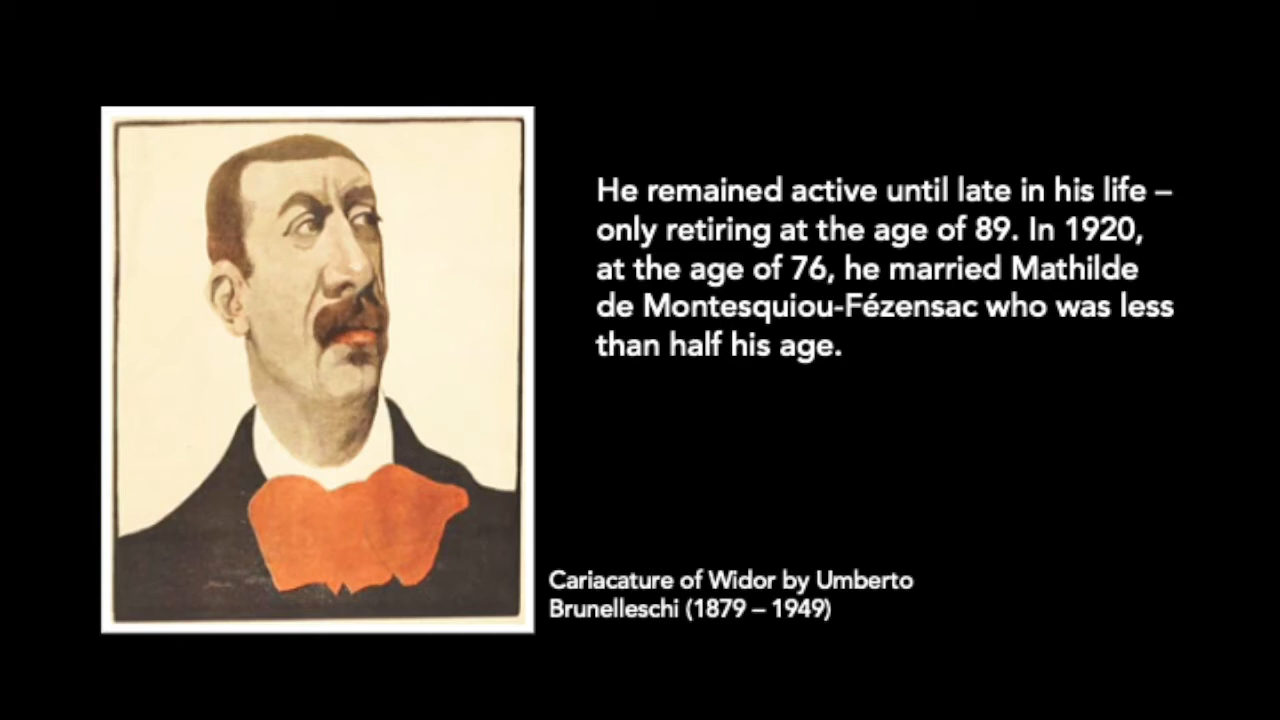 He remained active until late in his life –
only retiring at the age of 89. In 1920,
at the age of 76, he married Mathilde
de Montesquiou-Fézensac who was less
than half his age.
Cariacature of Widor by Umberto
Brunelleschi (1879 – 1949)